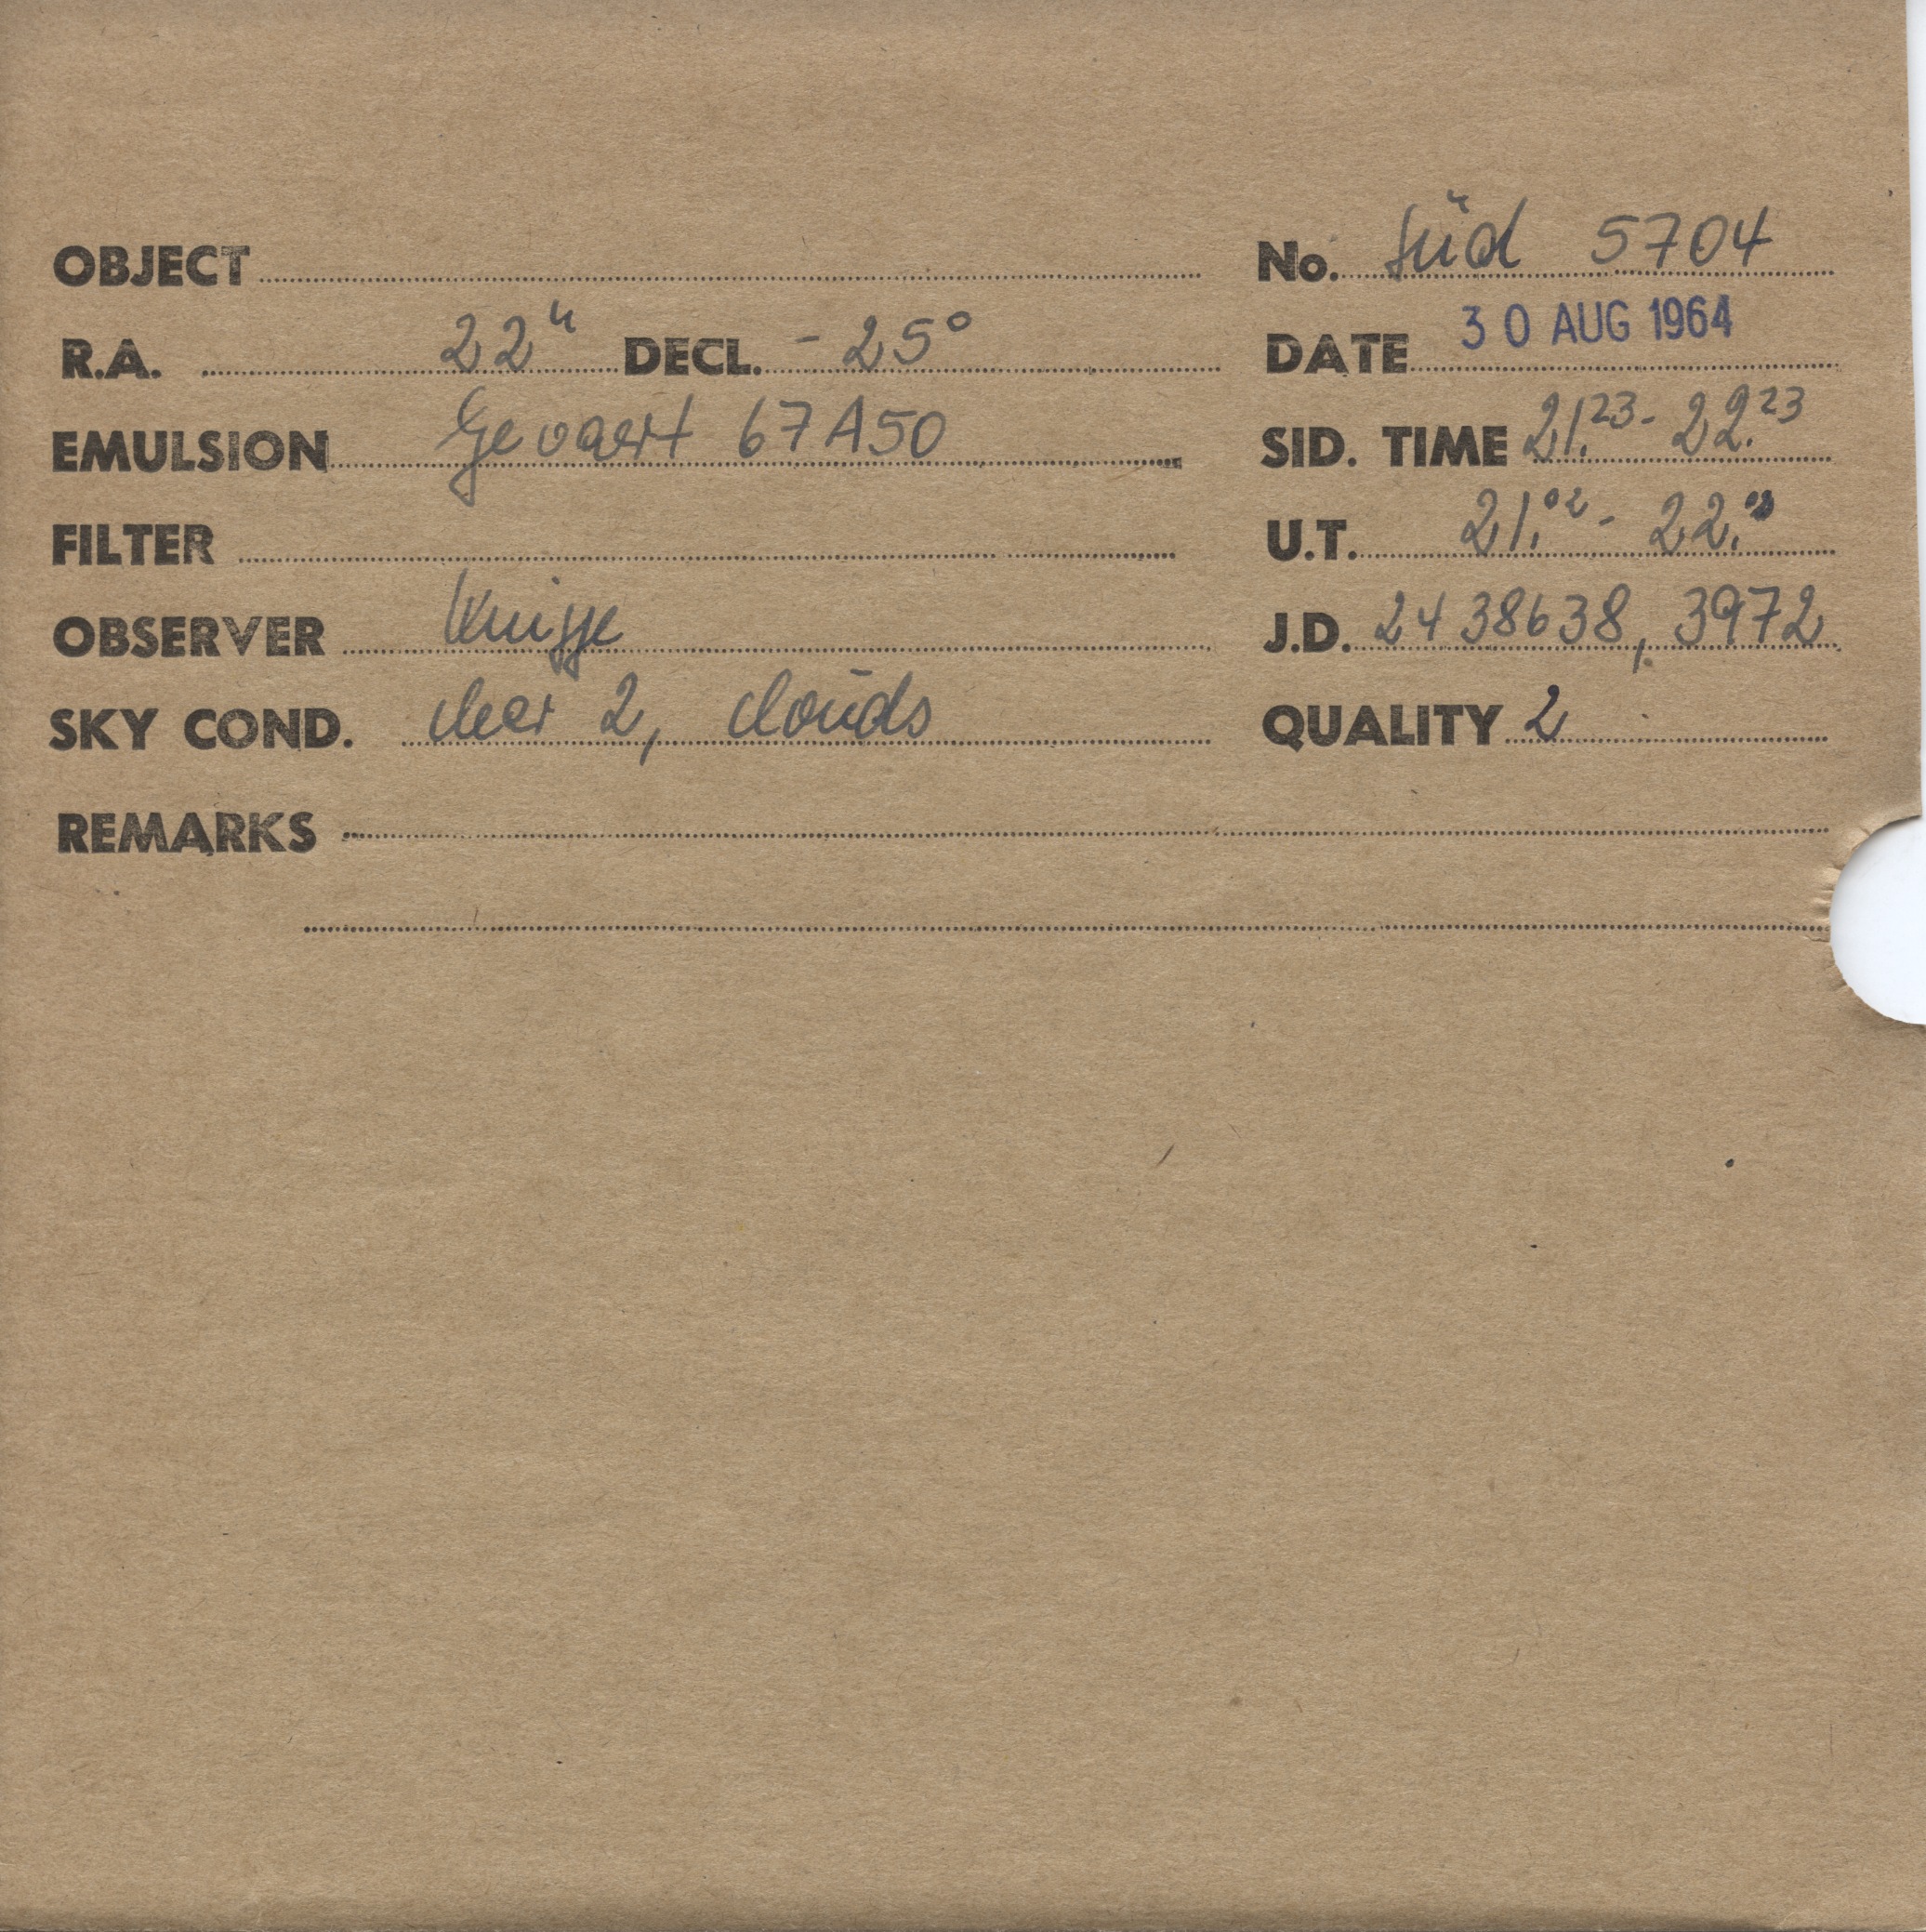 OBJECT
No. Süd 5704
R.A. 22h DECL. - 25°
DATE 30 AUG 1964
EMULSION Gevaert 67A50
SID. TIME 21.23 - 22.23
FILTER
U.T. 21.02 - 22.
OBSERVER Knigge
J.D. 2438638,3972
SKY COND. clear 2, clouds
QUALITY 2
REMARKS